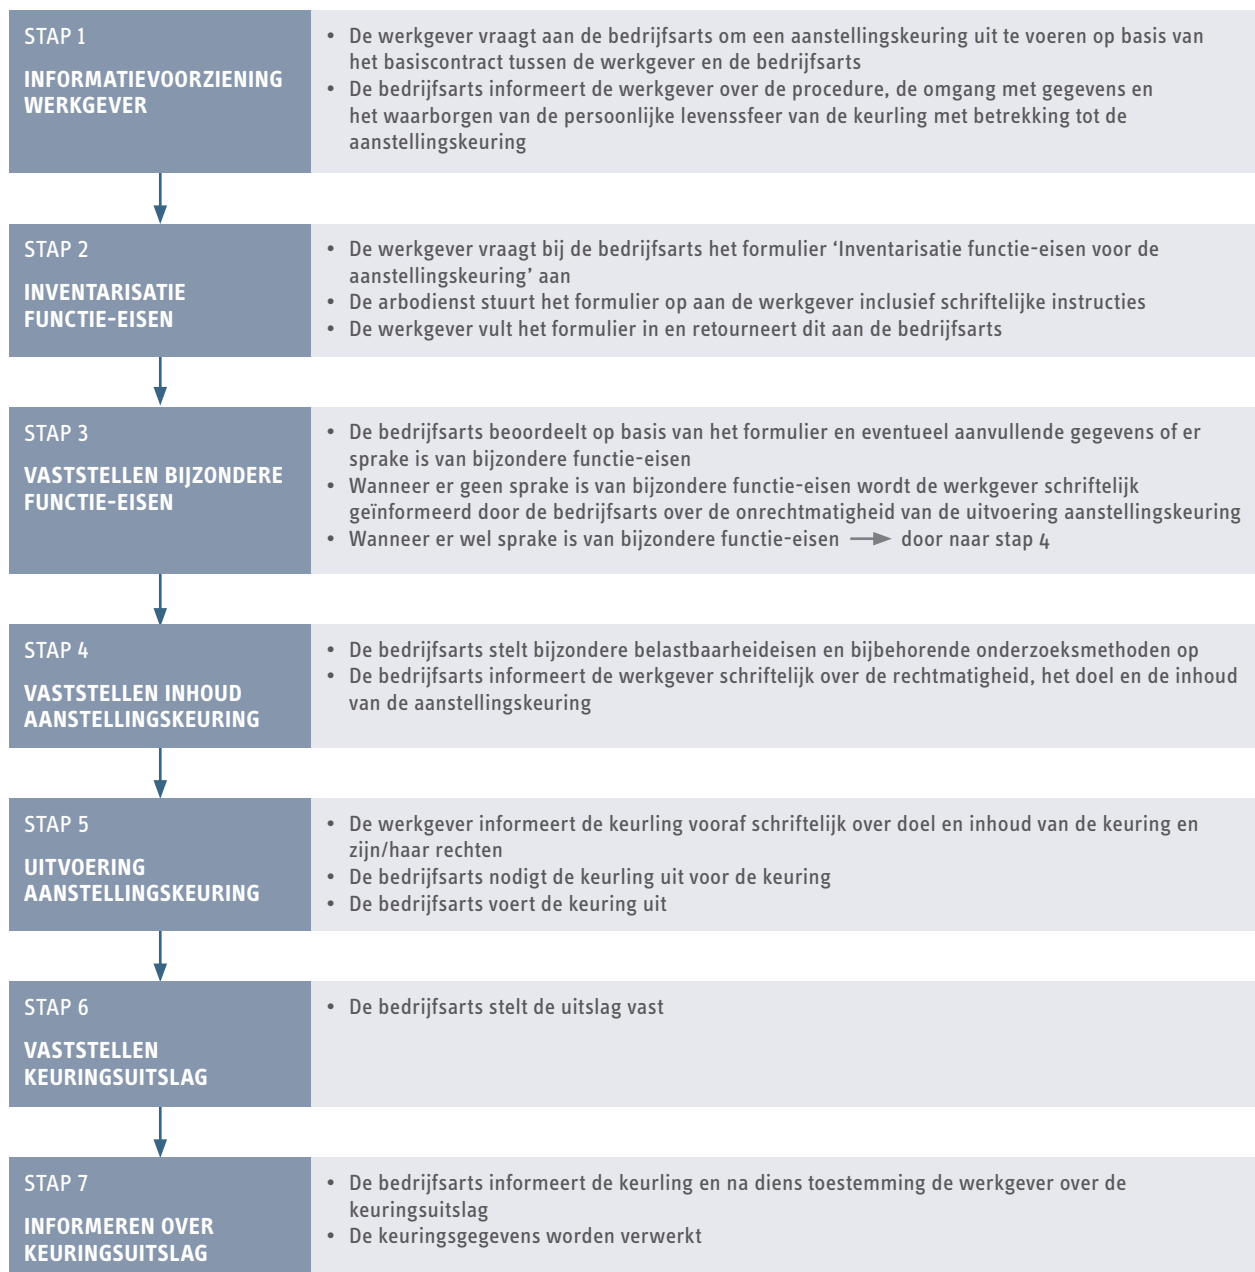 STAP 1
INFORMATIEVOORZIENING
WERKGEVER
• De werkgever vraagt aan de bedrijfsarts om een aanstellingskeuring uit te voeren op basis van
het basiscontract tussen de werkgever en de bedrijfsarts
• De bedrijfsarts informeert de werkgever over de procedure, de omgang met gegevens en
het waarborgen van de persoonlijke levenssfeer van de keurling met betrekking tot de
aanstellingskeuring
STAP 2
INVENTARISATIE
FUNCTIE-EISEN
• De werkgever vraagt bij de bedrijfsarts het formulier ‘Inventarisatie functie-eisen voor de
aanstellingskeuring’ aan
• De arbodienst stuurt het formulier op aan de werkgever inclusief schriftelijke instructies
• De werkgever vult het formulier in en retourneert dit aan de bedrijfsarts
STAP 3
VASTSTELLEN BIJZONDERE
FUNCTIE-EISEN
• De bedrijfsarts beoordeelt op basis van het formulier en eventueel aanvullende gegevens of er
sprake is van bijzondere functie-eisen
• Wanneer er geen sprake is van bijzondere functie-eisen wordt de werkgever schriftelijk
geïnformeerd door de bedrijfsarts over de onrechtmatigheid van de uitvoering aanstellingskeuring
• Wanneer er wel sprake is van bijzondere functie-eisen → door naar stap 4
STAP 4
VASTSTELLEN INHOUD
AANSTELLINGSKEURING
• De bedrijfsarts stelt bijzondere belastbaarheideisen en bijbehorende onderzoeksmethoden op
• De bedrijfsarts informeert de werkgever schriftelijk over de rechtmatigheid, het doel en de inhoud
van de aanstellingskeuring
STAP 5
UITVOERING
AANSTELLINGSKEURING
• De werkgever informeert de keurling vooraf schriftelijk over doel en inhoud van de keuring en
zijn/haar rechten
• De bedrijfsarts nodigt de keurling uit voor de keuring
• De bedrijfsarts voert de keuring uit
STAP 6
VASTSTELLEN
KEURINGSUITSLAG
• De bedrijfsarts stelt de uitslag vast
STAP 7
INFORMEREN OVER
KEURINGSUITSLAG
• De bedrijfsarts informeert de keurling en na diens toestemming de werkgever over de
keuringsuitslag
• De keuringsgegevens worden verwerkt